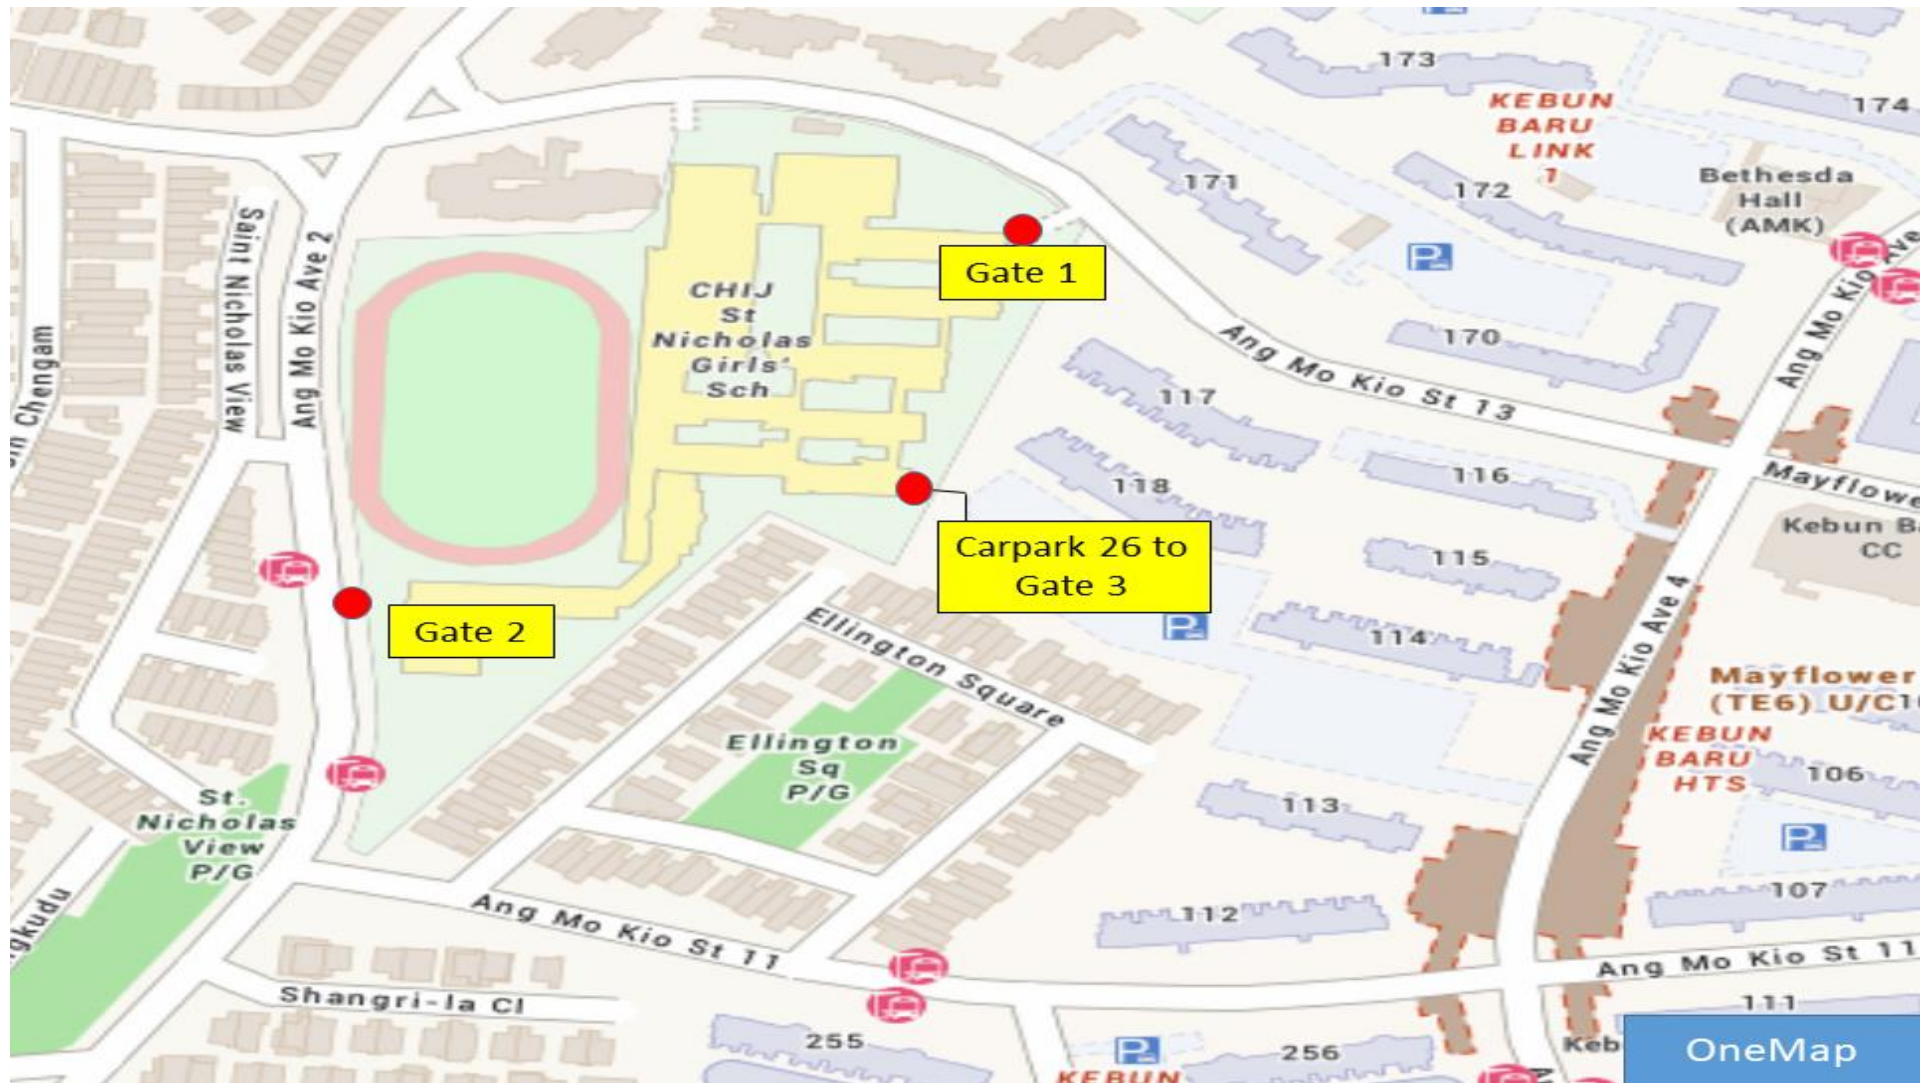 173
174
KEBUN
BARU
LINK
1
171
172
Bethesda
Hall
(AMK)
Saint Nicholas View
Ang Mo Kio Ave 2
Gate 1
CHIJ
St
Nicholas
Girls'
Sch
Ang Mo Kio Ave
170
Ang Mo Kio St 13
Chengam
117
116
118
Kebun
CC
Carpark 26 to
Gate 3
115
Gate 2
114
Ellington Square
Ang Mo Kio Ave 4
Mayflower
(TE6) U/C
KEBUN
BARU
HTS
Ellington
Sq
P/G
106
113
St.
Nicholas
View
P/G
107
112
Ang Mo Kio St 11
Ang Mo Kio St 11
Shangri-la Cl
111
255
256
OneMap
KEBUN